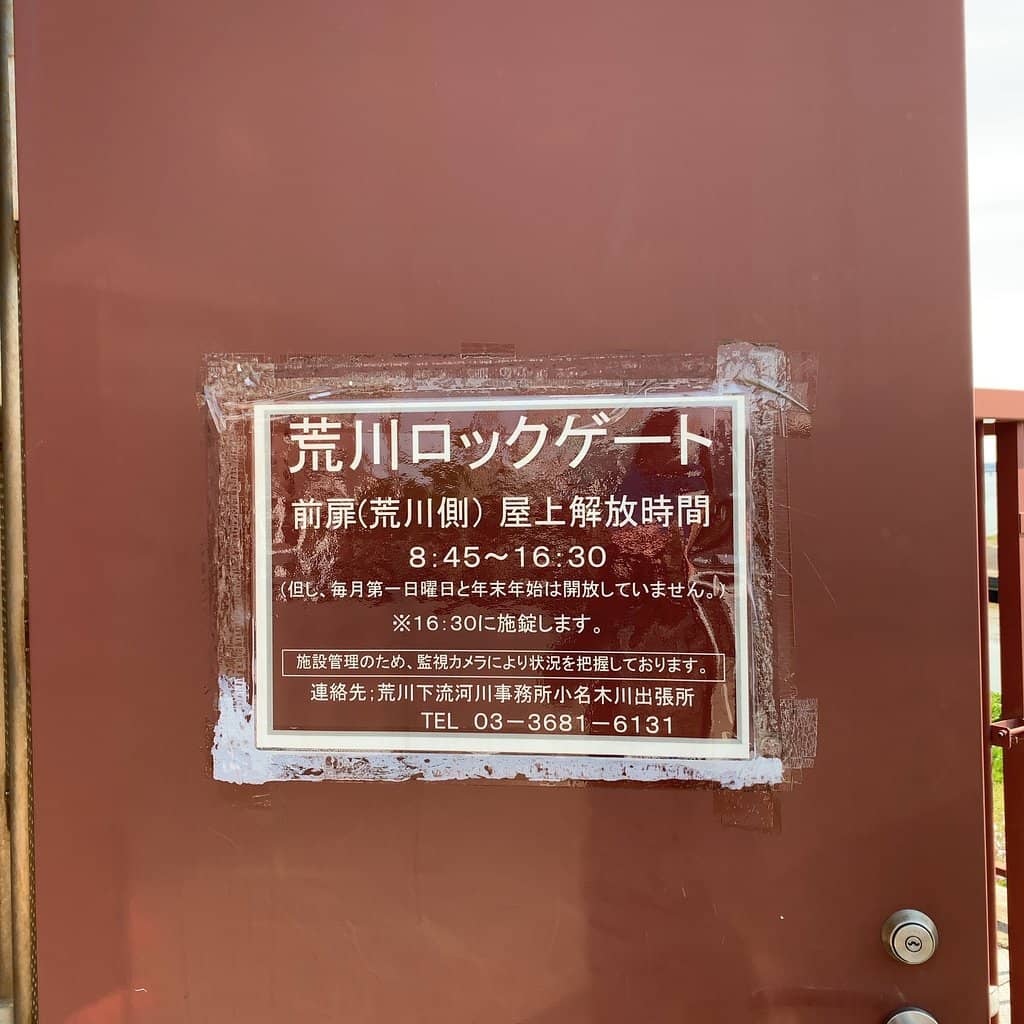 荒川ロックゲート
前扉(荒川側) 屋上解放時間
8:45～16:30
(但し、毎月第一日曜日と年末年始は開放していません。)
※16:30に施錠します。
施設管理のため、監視カメラにより状況を把握しております。
連絡先;荒川下流河川事務所小名木川出張所
TEL 03－3681－6131